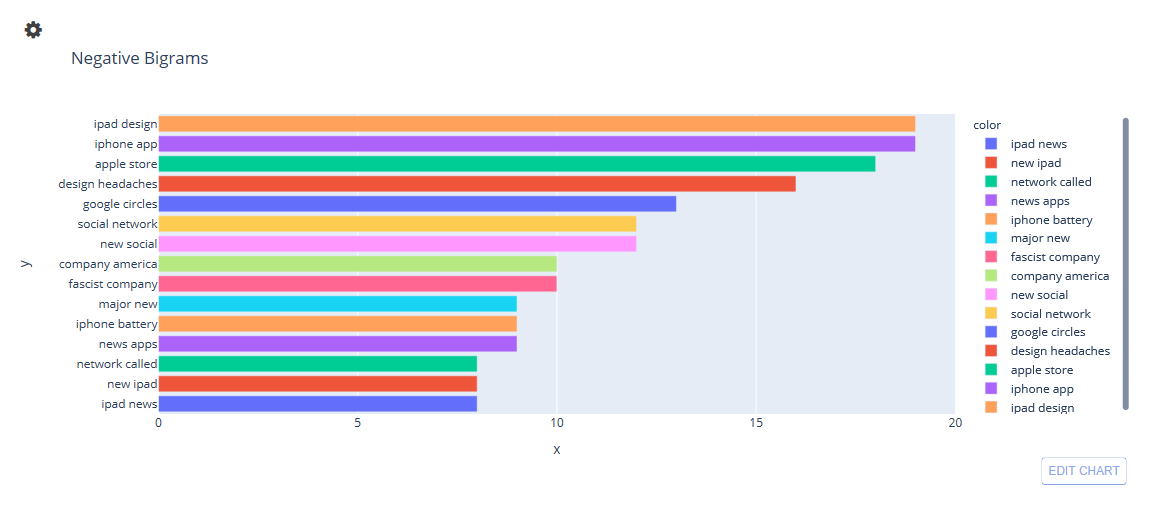 Negative Bigrams
ipad design
iphone app
apple store
design headaches
google circles
social network
new social
company america
fascist company
major new
iphone battery
news apps
network called
new ipad
ipad news
y
0 5 10 15 20
x
color
ipad news
new ipad
network called
news apps
iphone battery
major new
fascist company
company america
new social
social network
google circles
design headaches
apple store
iphone app
ipad design
EDIT CHART